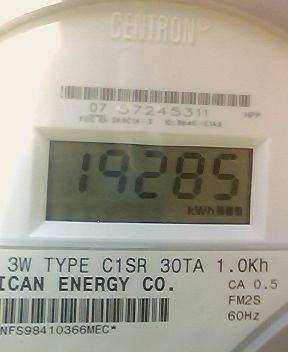 CENTRON®
07 57245311 HPP
19285
kWh
3W TYPE C1SR 30TA 1.0Kh
ICAN ENERGY CO. CA 0.5
FM2S
NFS98410366MEC* 60Hz